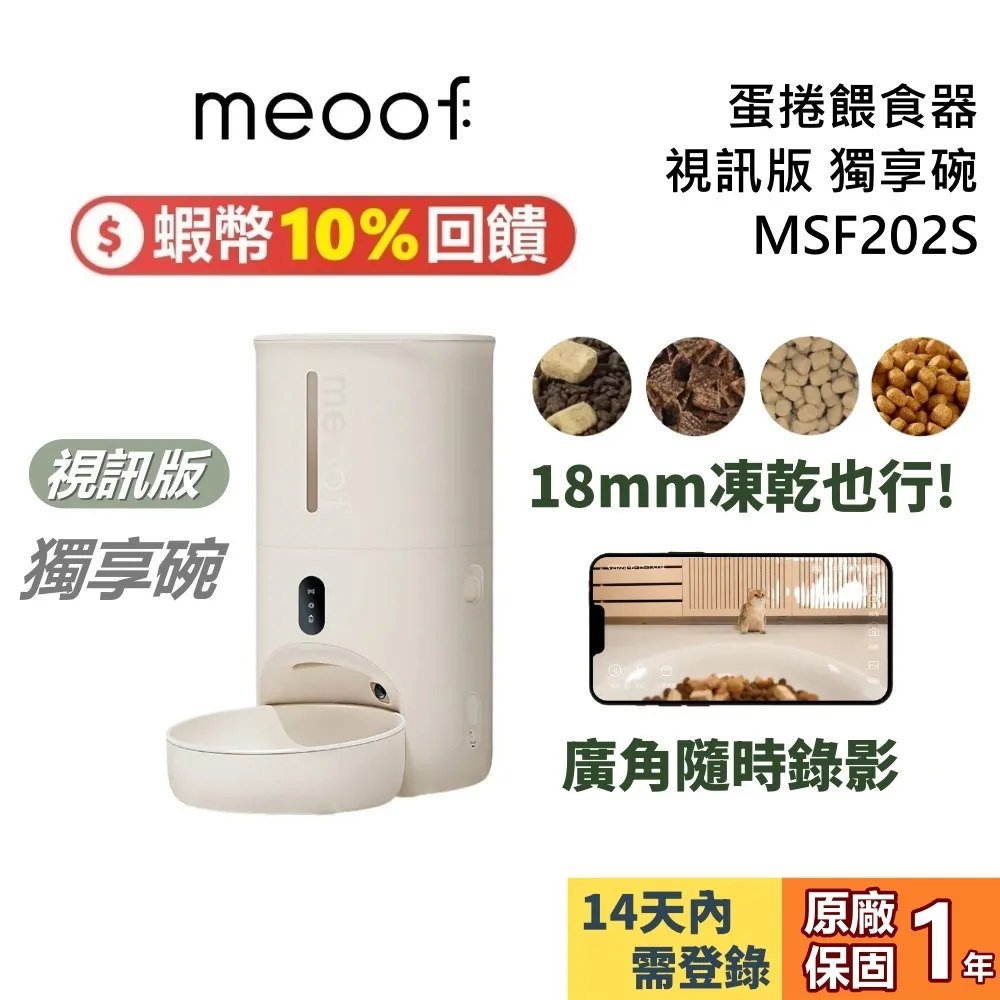 meoof
蛋捲餵食器
視訊版 獨享碗
MSF202S
$ 蝦幣10%回饋
meoof
視訊版
獨享碗
18mm凍乾也行!
廣角隨時錄影
14天內
需登錄
原廠
保固
1年